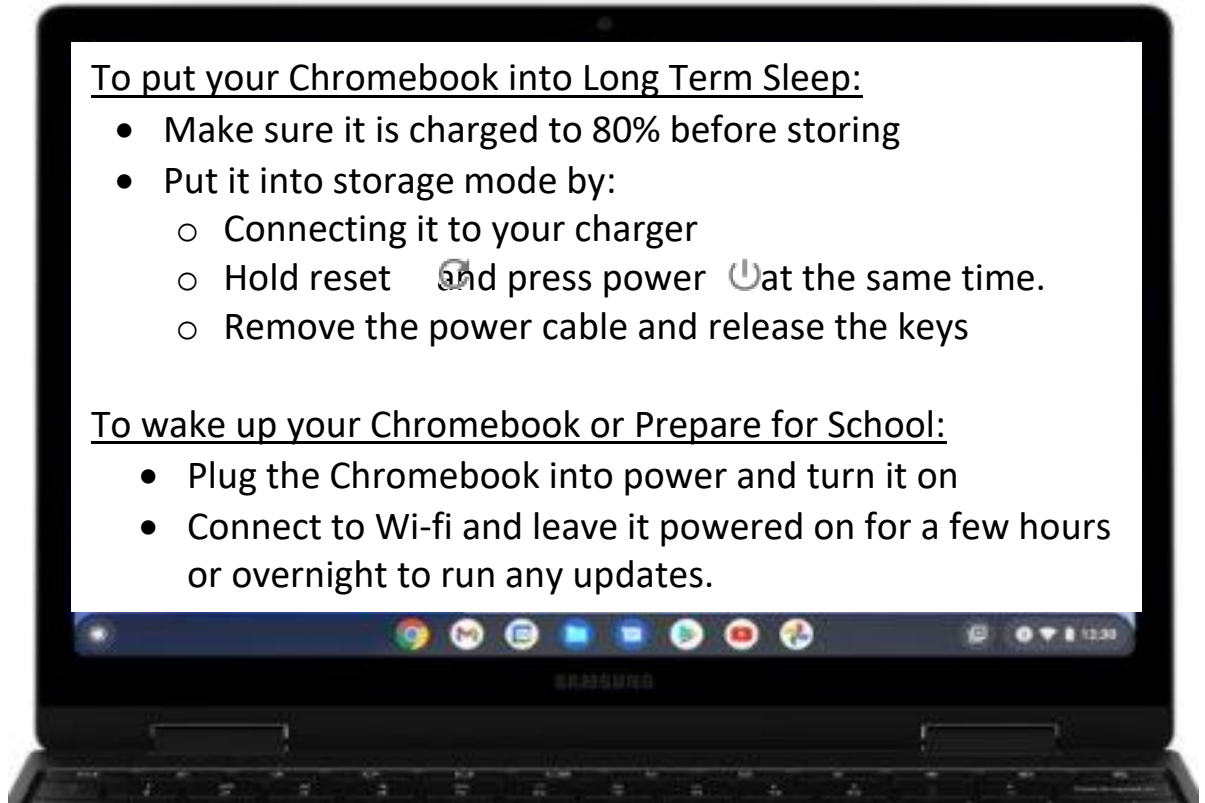 To put your Chromebook into Long Term Sleep:
• Make sure it is charged to 80% before storing
• Put it into storage mode by:
o Connecting it to your charger
o Hold reset and press power at the same time.
o Remove the power cable and release the keys
To wake up your Chromebook or Prepare for School:
• Plug the Chromebook into power and turn it on
• Connect to Wi-fi and leave it powered on for a few hours
or overnight to run any updates.
12:30
SAMSUNG